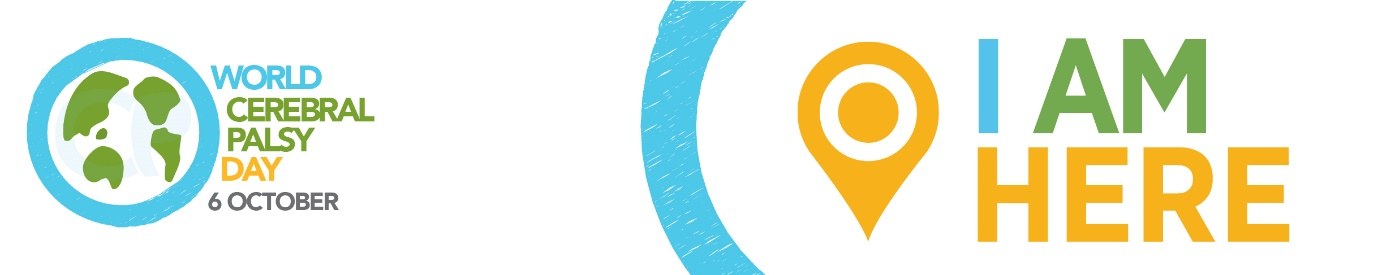 WORLD
CEREBRAL
PALSY
DAY
6 OCTOBER
I AM
HERE